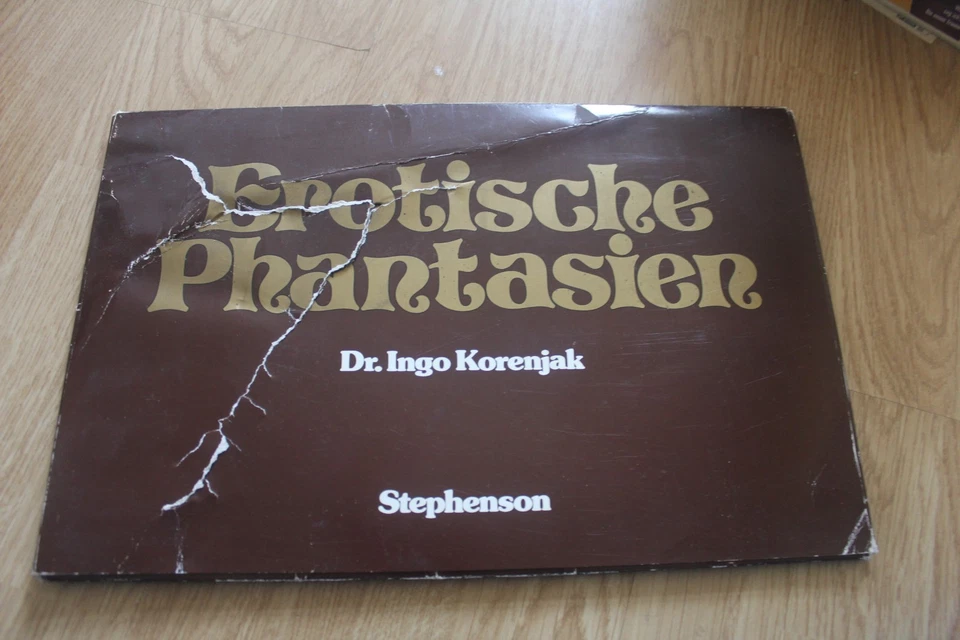 Erotische
Phantasien
Dr. Ingo Korenjak
Stephenson